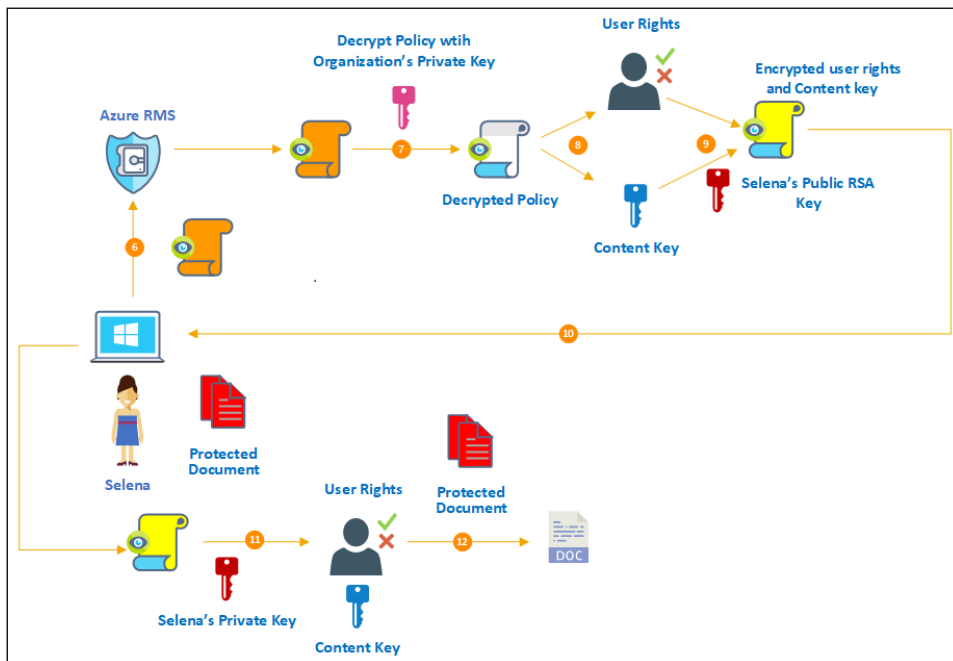 User Rights
Decrypt Policy wtih
Organization's Private Key
Encrypted user rights
and Content key
Azure RMS
7
8
9
Decrypted Policy
Selena's Public RSA
Key
6
Content Key
10
Protected
Document
Selena
User Rights
Protected
Document
11
12
DOC
Selena's Private Key
Content Key